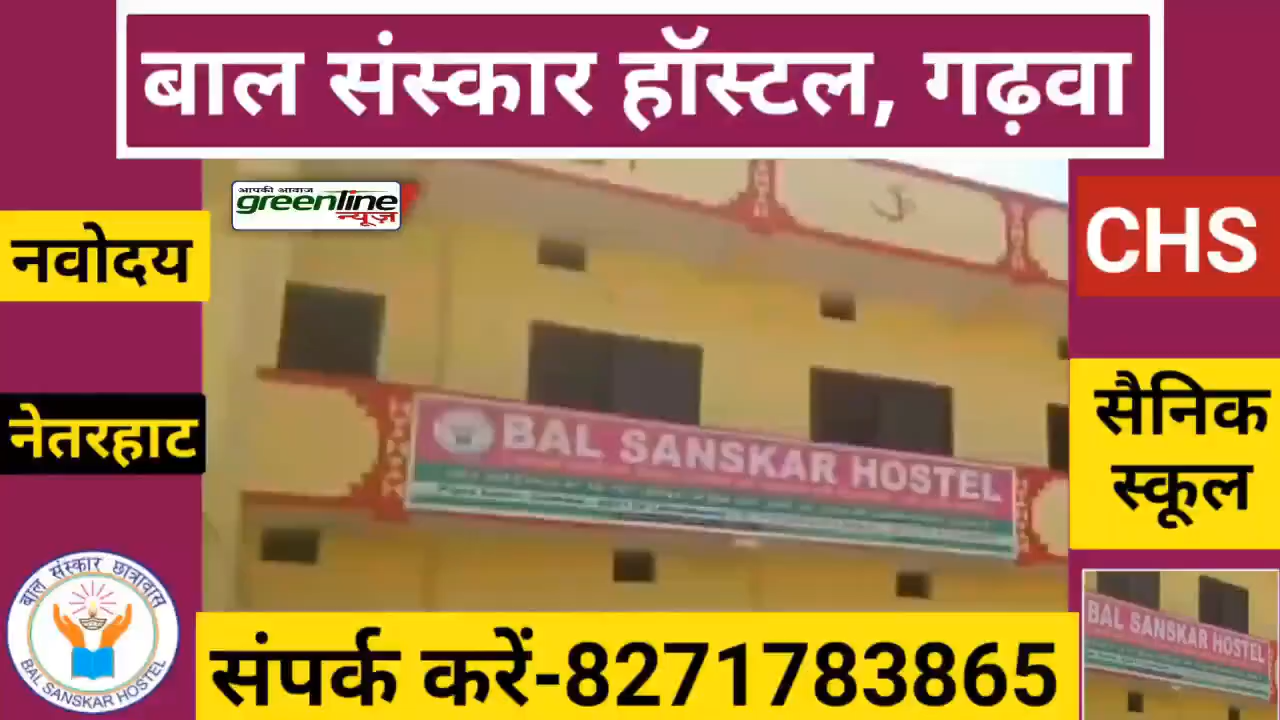 बाल संस्कार हॉस्टल, गढ़वा
आपकी आवाज
greenline
न्यूज़
नवोदय
CHS
नेतरहाट
सैनिक
स्कूल
BAL SANSKAR HOSTEL
बाल संस्कार छात्रावास
BAL SANSKAR HOSTEL
संपर्क करें-8271783865
BAL SANSKAR HOSTEL